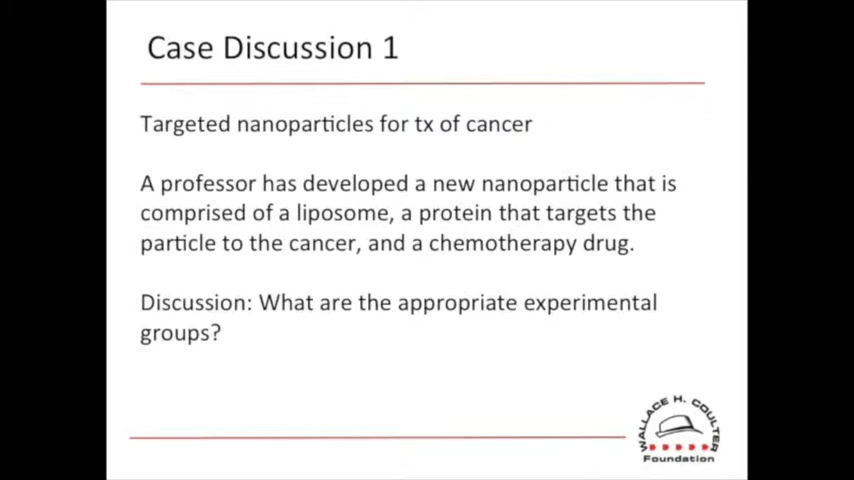 Case Discussion 1
Targeted nanoparticles for tx of cancer
A professor has developed a new nanoparticle that is
comprised of a liposome, a protein that targets the
particle to the cancer, and a chemotherapy drug.
Discussion: What are the appropriate experimental
groups?
WALLACE H. COULTER
Foundation